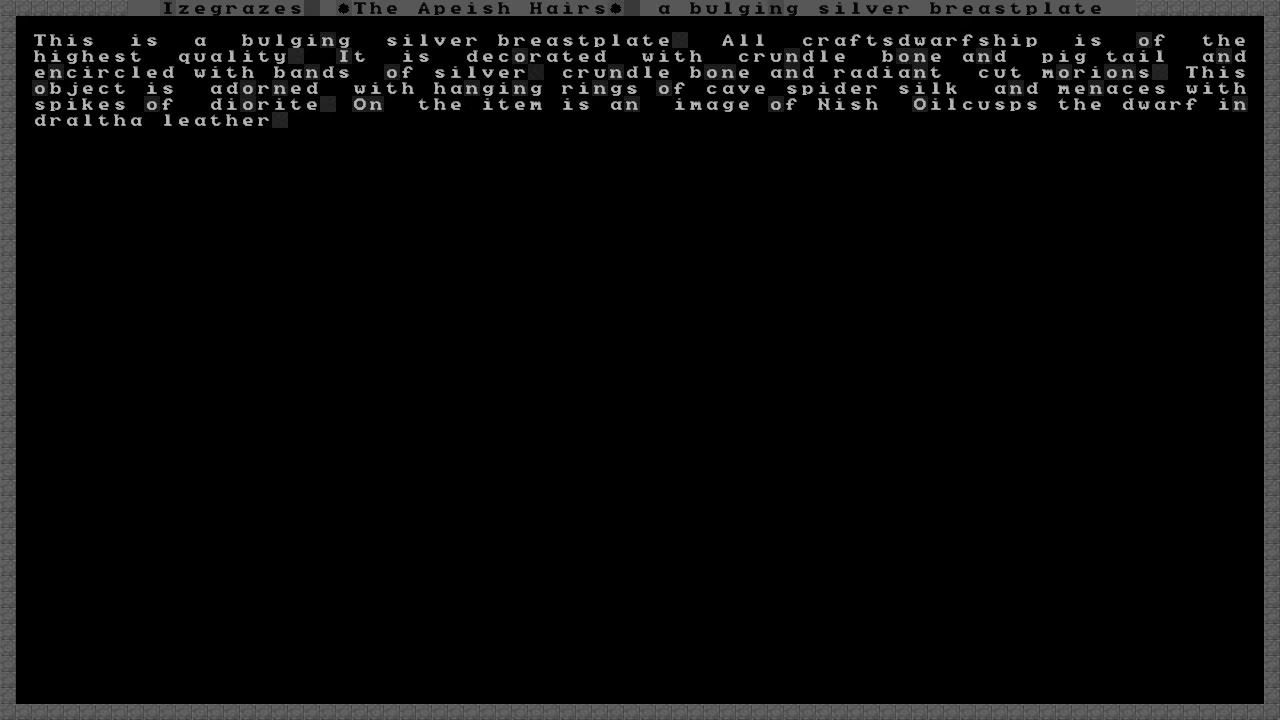 Izegrazes ☼The Apeish Hairs☼ a bulging silver breastplate
This is a bulging silver breastplate. All craftsdwarfship is of the
highest quality. It is decorated with crundle bone and pig tail and
encircled with bands of silver, crundle bone and radiant cut morions. This
object is adorned with hanging rings of cave spider silk and menaces with
spikes of diorite. On the item is an image of Nish Oilcusps the dwarf in
draltha leather.